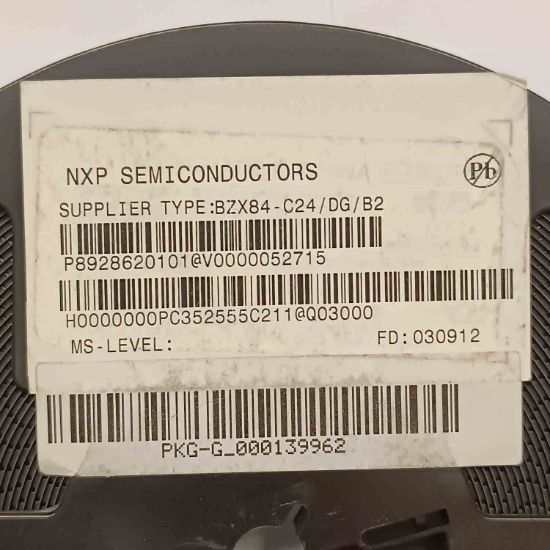 NXP SEMICONDUCTORS
Pb
SUPPLIER TYPE:BZX84-C24/DG/B2
P8928620101@V0000052715
H0000000PC352555C211@Q03000
MS-LEVEL: FD:030912
PKG-G_000139962